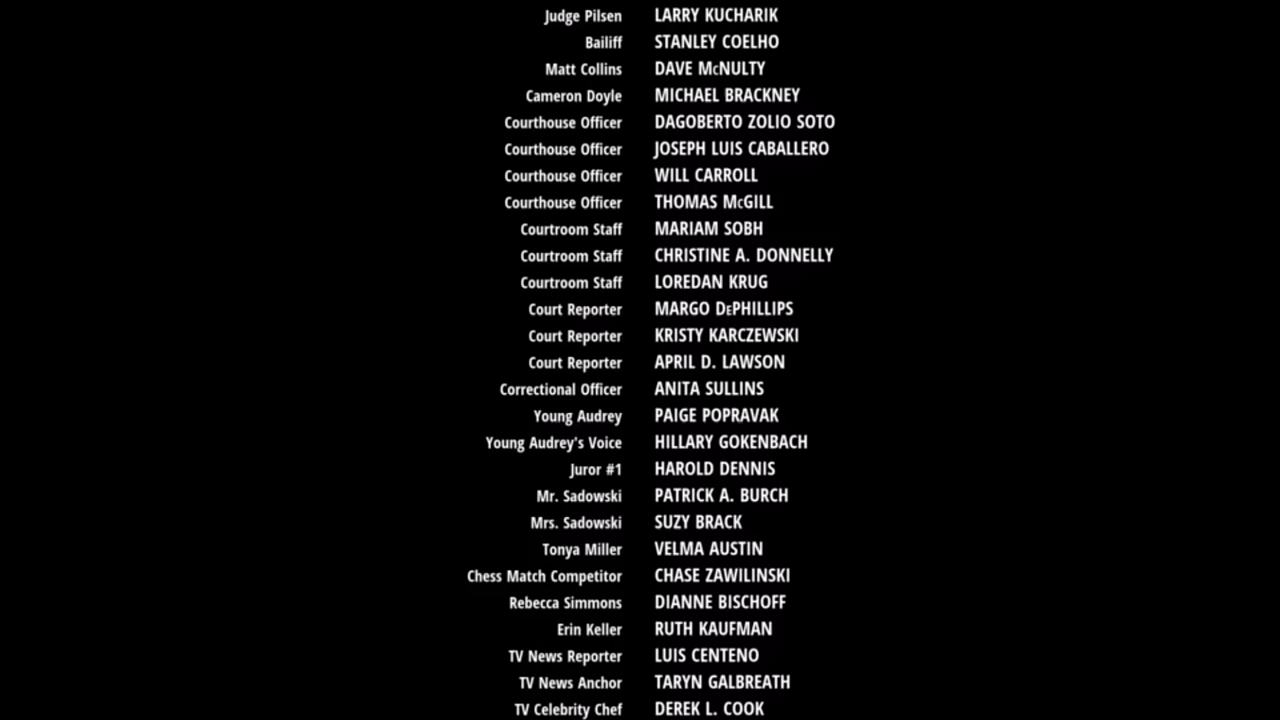 Judge Pilsen LARRY KUCHARIK
Bailiff STANLEY COELHO
Matt Collins DAVE McNULTY
Cameron Doyle MICHAEL BRACKNEY
Courthouse Officer DAGOBERTO ZOLIO SOTO
Courthouse Officer JOSEPH LUIS CABALLERO
Courthouse Officer WILL CARROLL
Courthouse Officer THOMAS McGILL
Courtroom Staff MARIAM SOBH
Courtroom Staff CHRISTINE A. DONNELLY
Courtroom Staff LOREDAN KRUG
Court Reporter MARGO DePHILLIPS
Court Reporter KRISTY KARCZEWSKI
Court Reporter APRIL D. LAWSON
Correctional Officer ANITA SULLINS
Young Audrey PAIGE POPRAVAK
Young Audrey's Voice HILLARY GOKENBACH
Juror #1 HAROLD DENNIS
Mr. Sadowski PATRICK A. BURCH
Mrs. Sadowski SUZY BRACK
Tonya Miller VELMA AUSTIN
Chess Match Competitor CHASE ZAWILINSKI
Rebecca Simmons DIANNE BISCHOFF
Erin Keller RUTH KAUFMAN
TV News Reporter LUIS CENTENO
TV News Anchor TARYN GALBREATH
TV Celebrity Chef DEREK L. COOK